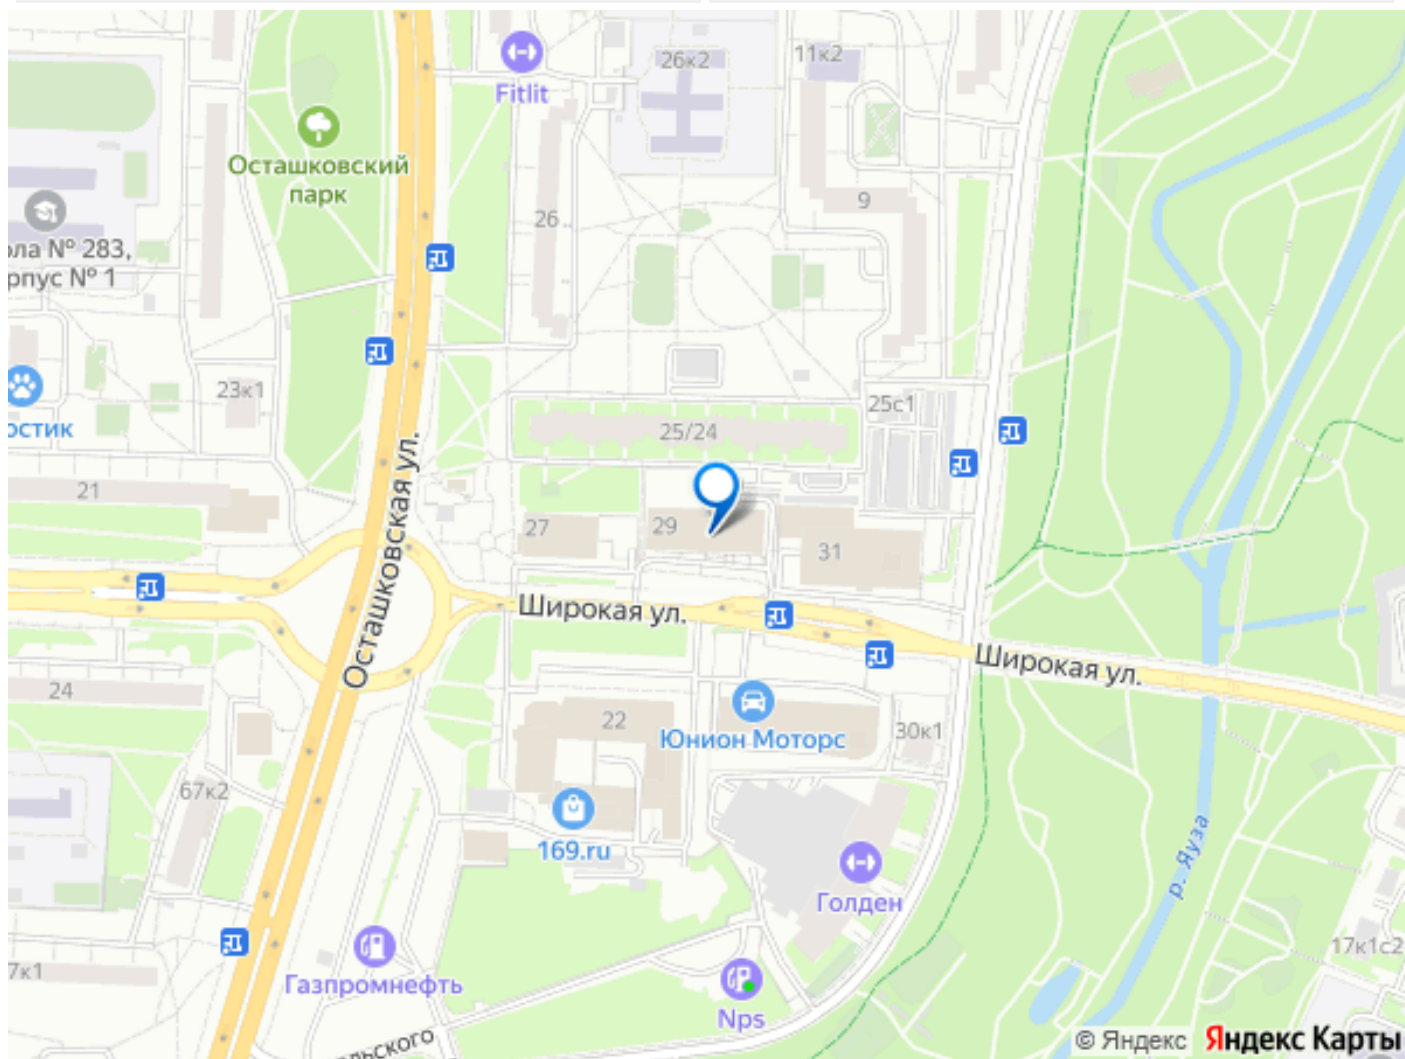 Fitlit
26к2
11к2
Осташковский
парк
9
26
ола № 283,
рпус № 1
23к1
25с1
остик
25/24
Осташковская ул.
21
27
29
31
Широкая ул.
Широкая ул.
24
22
Юнион Моторс
30к1
67к2
169.ru
р. Яуза
Голден
17к1с2
7к1
Газпромнефть
Nps
льского
© Яндекс Яндекс Карты